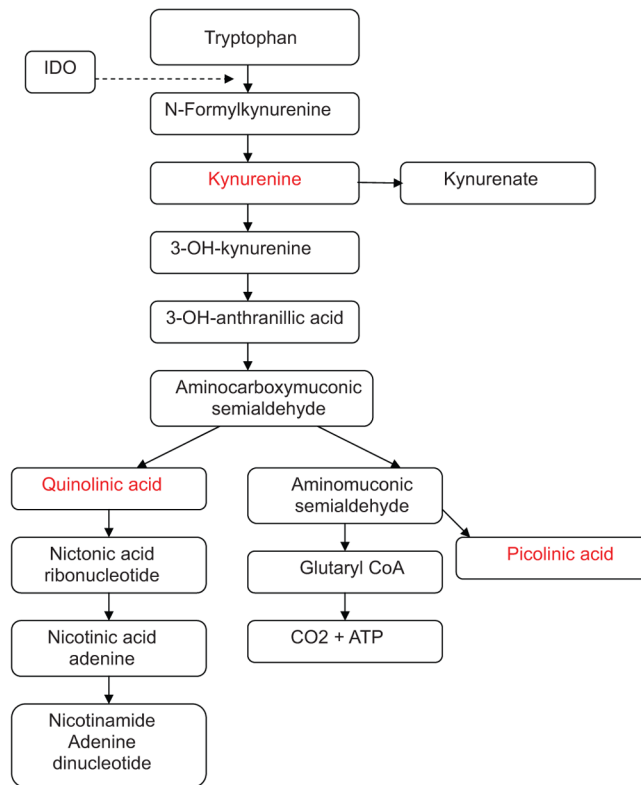 Tryptophan
IDO
N-Formylkynurenine
Kynurenine
Kynurenate
3-OH-kynurenine
3-OH-anthranillic acid
Aminocarboxymuconic
semialdehyde
Quinolinic acid
Aminomuconic
semialdehyde
Picolinic acid
Nictonic acid
ribonucleotide
Glutaryl CoA
Nicotinic acid
adenine
CO2 + ATP
Nicotinamide
Adenine
dinucleotide